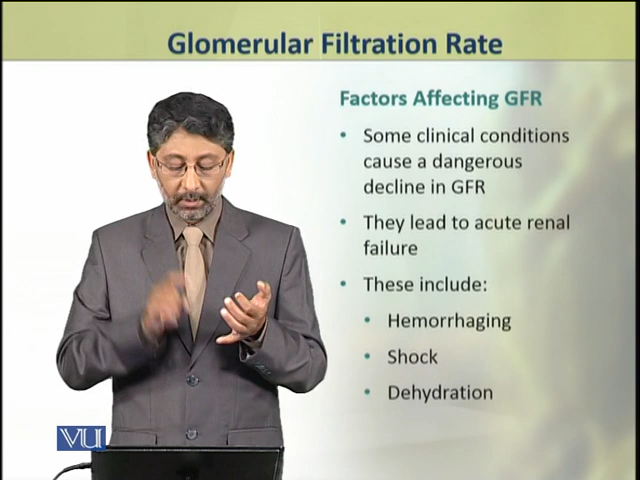 Glomerular Filtration Rate
Factors Affecting GFR
• Some clinical conditions
cause a dangerous
decline in GFR
• They lead to acute renal
failure
• These include:
• Hemorrhaging
• Shock
• Dehydration
VU